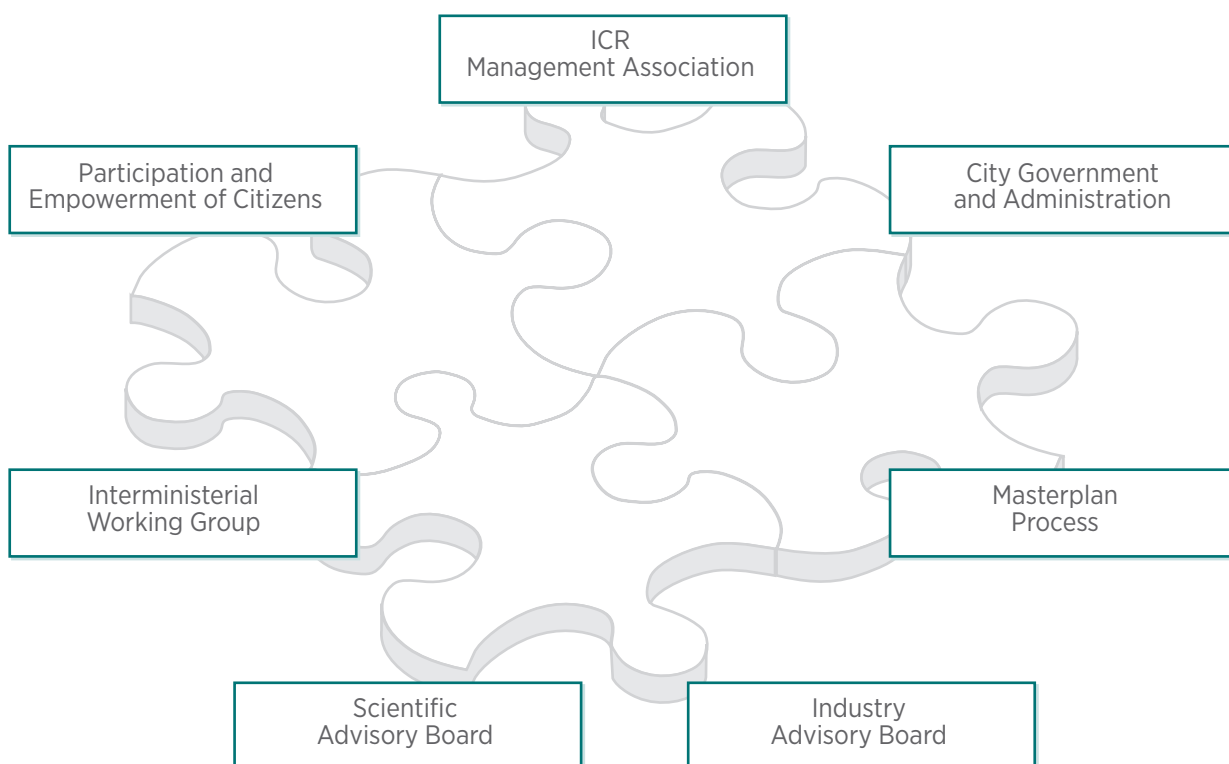 ICR
Management Association
Participation and
Empowerment of Citizens
City Government
and Administration
Interministerial
Working Group
Masterplan
Process
Scientific
Advisory Board
Industry
Advisory Board